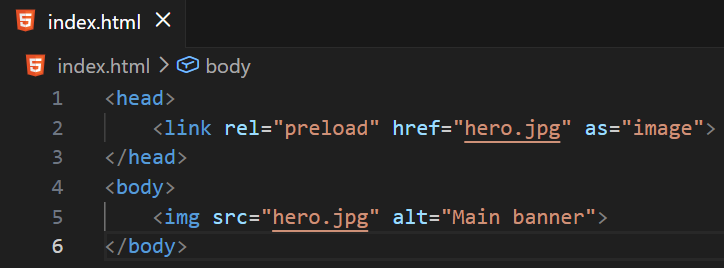 index.html ×
index.html > body
1 <head>
2     <link rel="preload" href="hero.jpg" as="image">
3 </head>
4 <body>
5     <img src="hero.jpg" alt="Main banner">
6 </body>